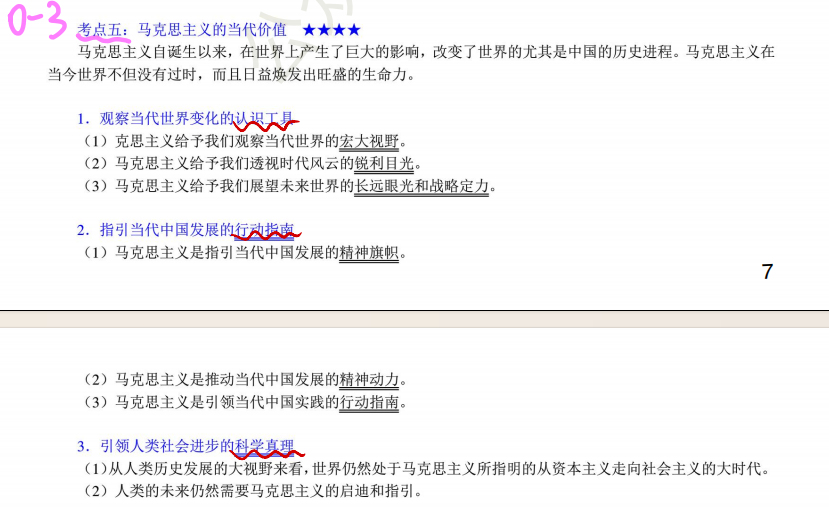 0-3
考点五：马克思主义的当代价值 ★★★★
马克思主义自诞生以来，在世界上产生了巨大的影响，改变了世界的尤其是中国的历史进程。马克思主义在
当今世界不但没有过时，而且日益焕发出旺盛的生命力。
1．观察当代世界变化的认识工具
（1）克思主义给予我们观察当代世界的宏大视野。
（2）马克思主义给予我们透视时代风云的锐利目光。
（3）马克思主义给予我们展望未来世界的长远眼光和战略定力。
2．指引当代中国发展的行动指南
（1）马克思主义是指引当代中国发展的精神旗帜。
7
（2）马克思主义是推动当代中国发展的精神动力。
（3）马克思主义是引领当代中国实践的行动指南。
3．引领人类社会进步的科学真理
（1）从人类历史发展的大视野来看，世界仍然处于马克思主义所指明的从资本主义走向社会主义的大时代。
（2）人类的未来仍然需要马克思主义的启迪和指引。